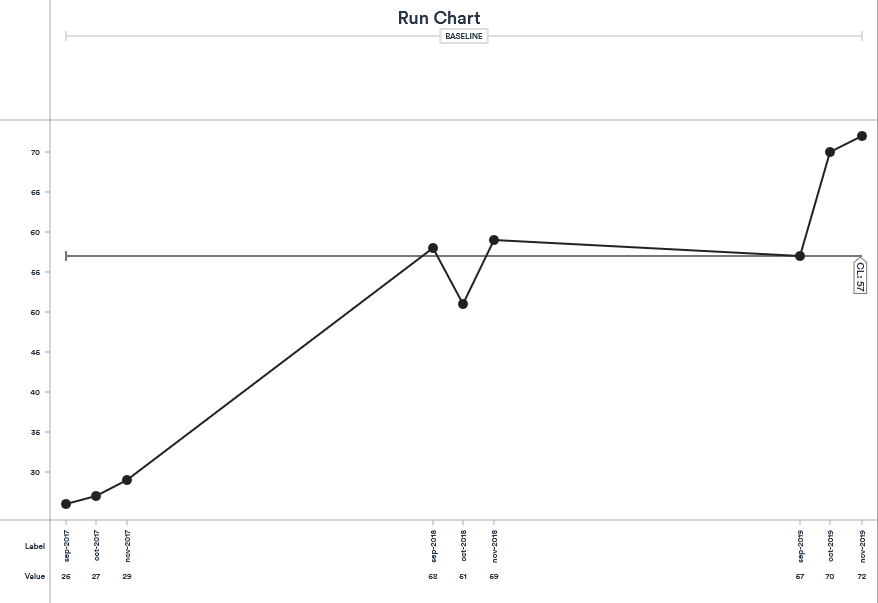 Run Chart
BASELINE
70
65
60
55
50
45
40
35
30
CL: 57
Label sep-2017 oct-2017 nov-2017 sep-2018 oct-2018 nov-2018 sep-2019 oct-2019 nov-2019
Value 26 27 29 58 51 59 57 70 72